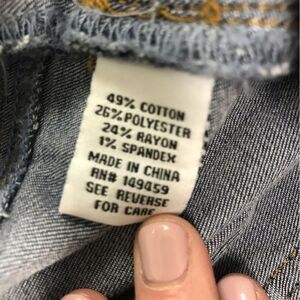 49% COTTON
26% POLYESTER
24% RAYON
1% SPANDEX
MADE IN CHINA
RN# 149459
SEE REVERSE
FOR CARE